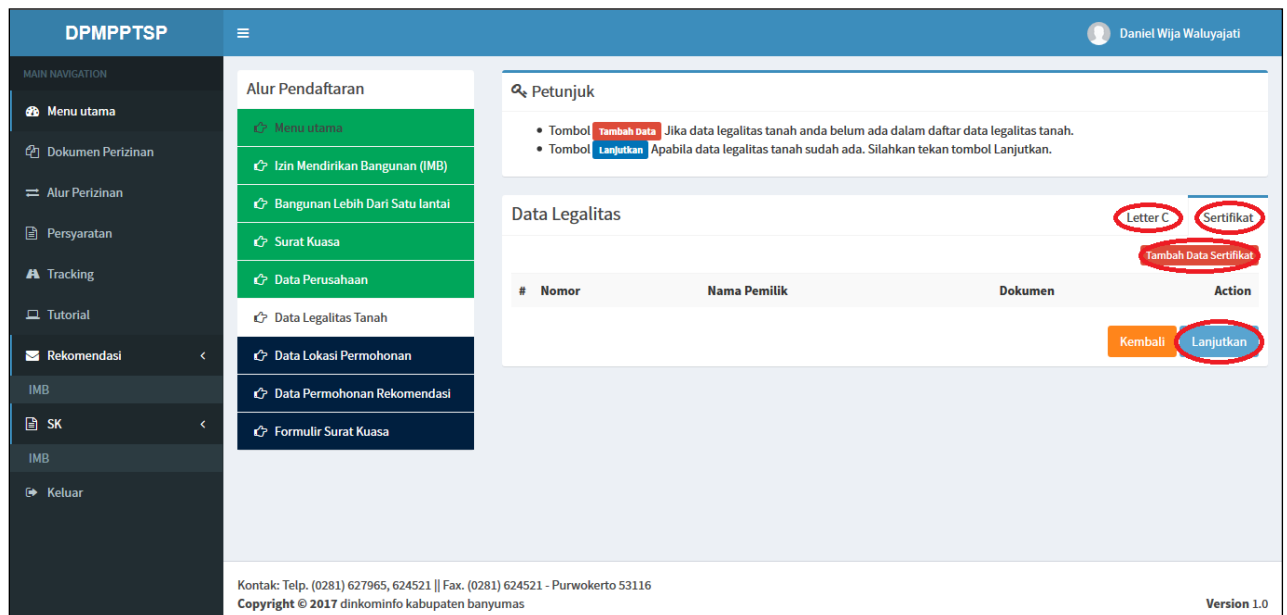 DPMPPTSP
Daniel Wija Waluyajati
MAIN NAVIGATION
Menu utama
Dokumen Perizinan
Alur Perizinan
Persyaratan
Tracking
Tutorial
Rekomendasi
IMB
SK
IMB
Keluar
Alur Pendaftaran
Menu utama
Izin Mendirikan Bangunan (IMB)
Bangunan Lebih Dari Satu lantai
Surat Kuasa
Data Perusahaan
Data Legalitas Tanah
Data Lokasi Permohonan
Data Permohonan Rekomendasi
Formulir Surat Kuasa
Petunjuk
• Tombol Tambah Data Jika data legalitas tanah anda belum ada dalam daftar data legalitas tanah.
• Tombol Lanjutkan Apabila data legalitas tanah sudah ada. Silahkan tekan tombol Lanjutkan.
Data Legalitas Letter C Sertifikat
Tambah Data Sertifikat
# Nomor Nama Pemilik Dokumen Action
Kembali Lanjutkan
Kontak: Telp. (0281) 627965, 624521 || Fax. (0281) 624521 - Purwokerto 53116
Copyright © 2017 dinkominfo kabupaten banyumas Version 1.0